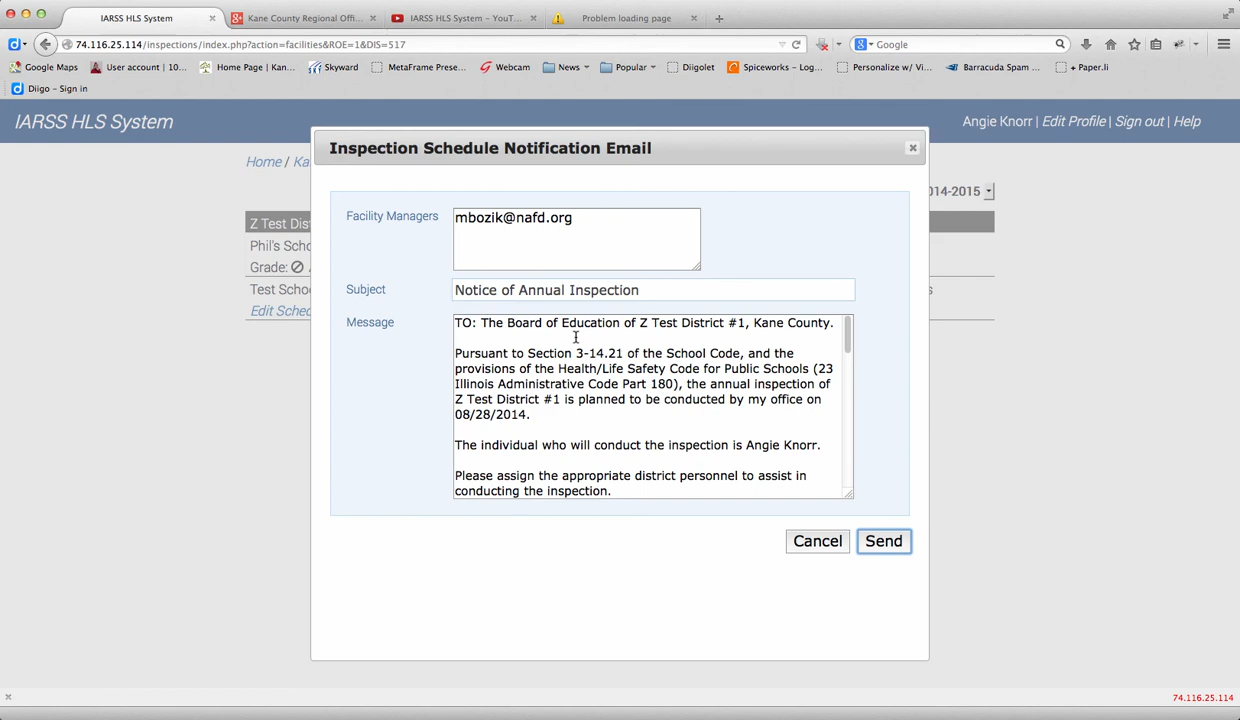 IARSS HLS System
Kane County Regional Offi...
IARSS HLS System – YouT...
Problem loading page
74.116.25.114/inspections/index.php?action=facilities&ROE=1&DIS=517
Google
Google Maps
User account | 10...
Home Page | Kan...
Skyward
MetaFrame Prese...
Webcam
News
Popular
Diigolet
Spiceworks – Log...
Personalize w/ Vi...
Barracuda Spam ...
+ Paper.li
Diigo – Sign in
IARSS HLS System
Angie Knorr | Edit Profile | Sign out | Help
Home / Ka
014-2015
Inspection Schedule Notification Email
Z Test Dis
Phil's Scho
Grade:
Test Schoo
Edit Sched
s
Facility Managers
mbozik@nafd.org
Subject
Notice of Annual Inspection
Message
TO: The Board of Education of Z Test District #1, Kane County.
Pursuant to Section 3-14.21 of the School Code, and the
provisions of the Health/Life Safety Code for Public Schools (23
Illinois Administrative Code Part 180), the annual inspection of
Z Test District #1 is planned to be conducted by my office on
08/28/2014.
The individual who will conduct the inspection is Angie Knorr.
Please assign the appropriate district personnel to assist in
conducting the inspection.
Cancel
Send
74.116.25.114